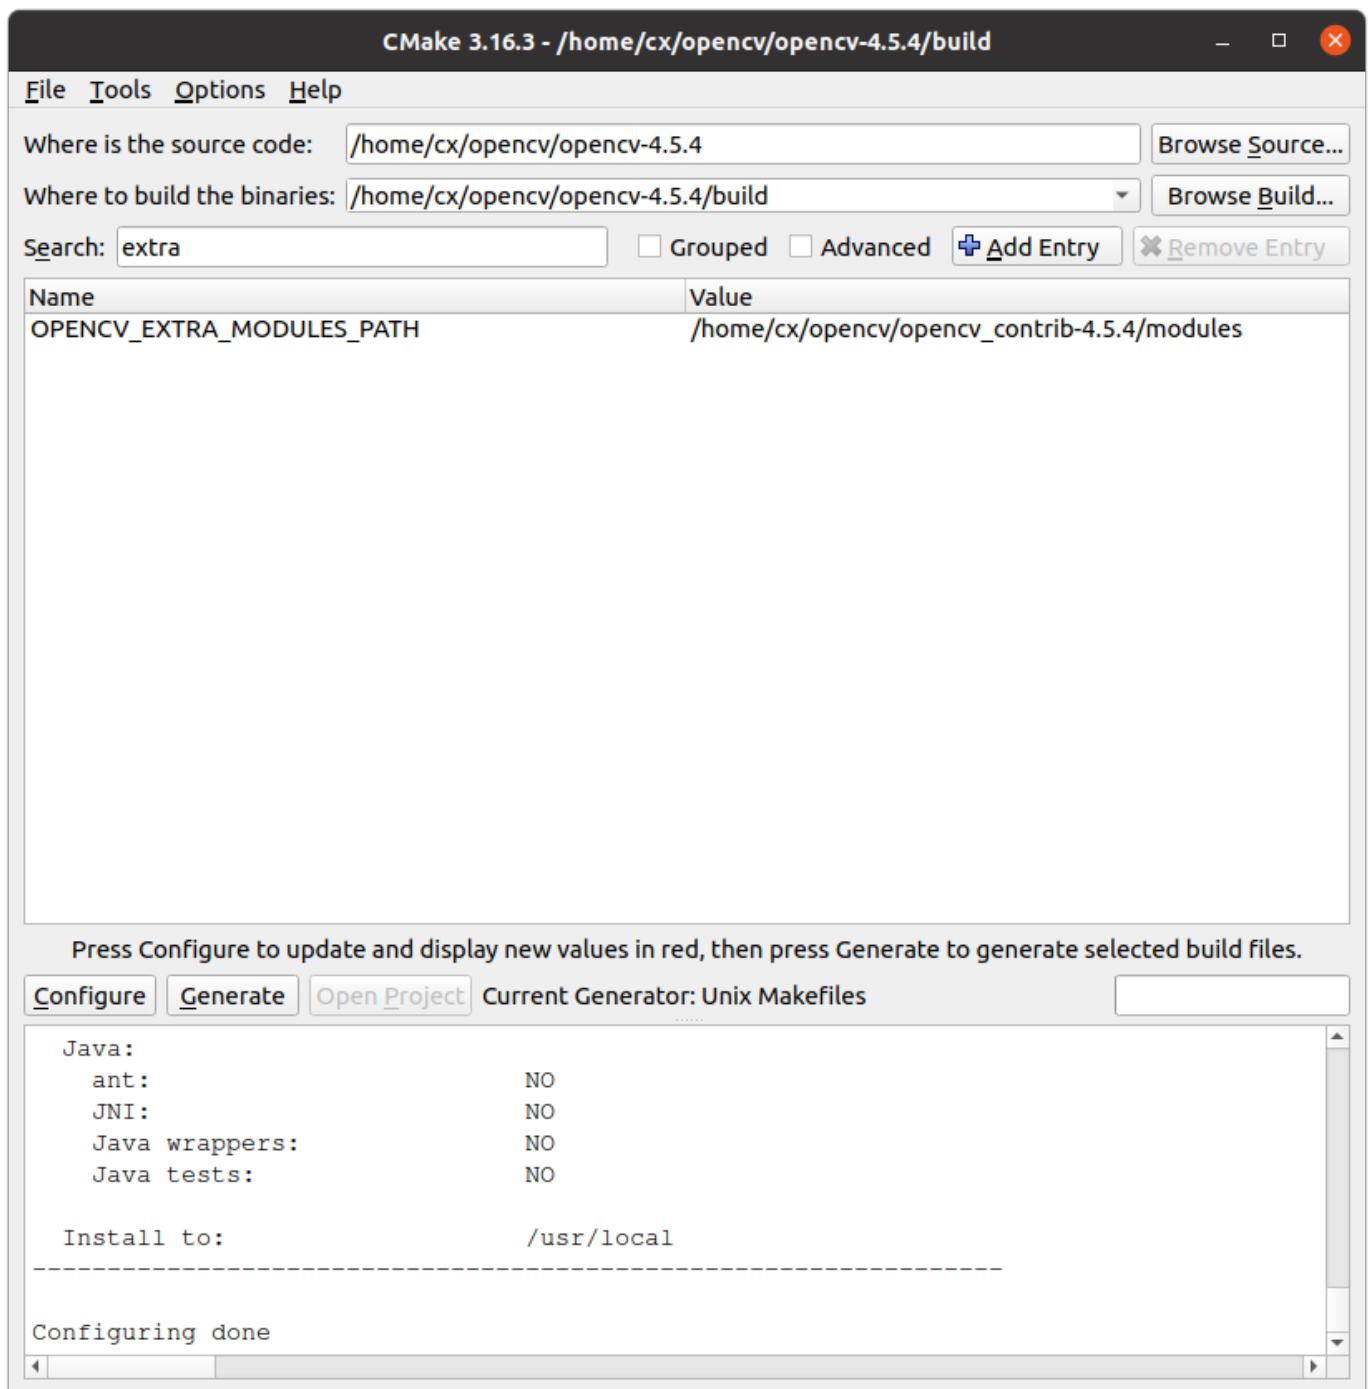 CMake 3.16.3 - /home/cx/opencv/opencv-4.5.4/build
File Tools Options Help
Where is the source code: /home/cx/opencv/opencv-4.5.4 Browse Source...
Where to build the binaries: /home/cx/opencv/opencv-4.5.4/build Browse Build...
Search: extra Grouped Advanced Add Entry Remove Entry
Name Value
OPENCV_EXTRA_MODULES_PATH /home/cx/opencv/opencv_contrib-4.5.4/modules
Press Configure to update and display new values in red, then press Generate to generate selected build files.
Configure Generate Open Project Current Generator: Unix Makefiles
Java:
ant: NO
JNI: NO
Java wrappers: NO
Java tests: NO
Install to: /usr/local
------------------------------------------------------------------
Configuring done